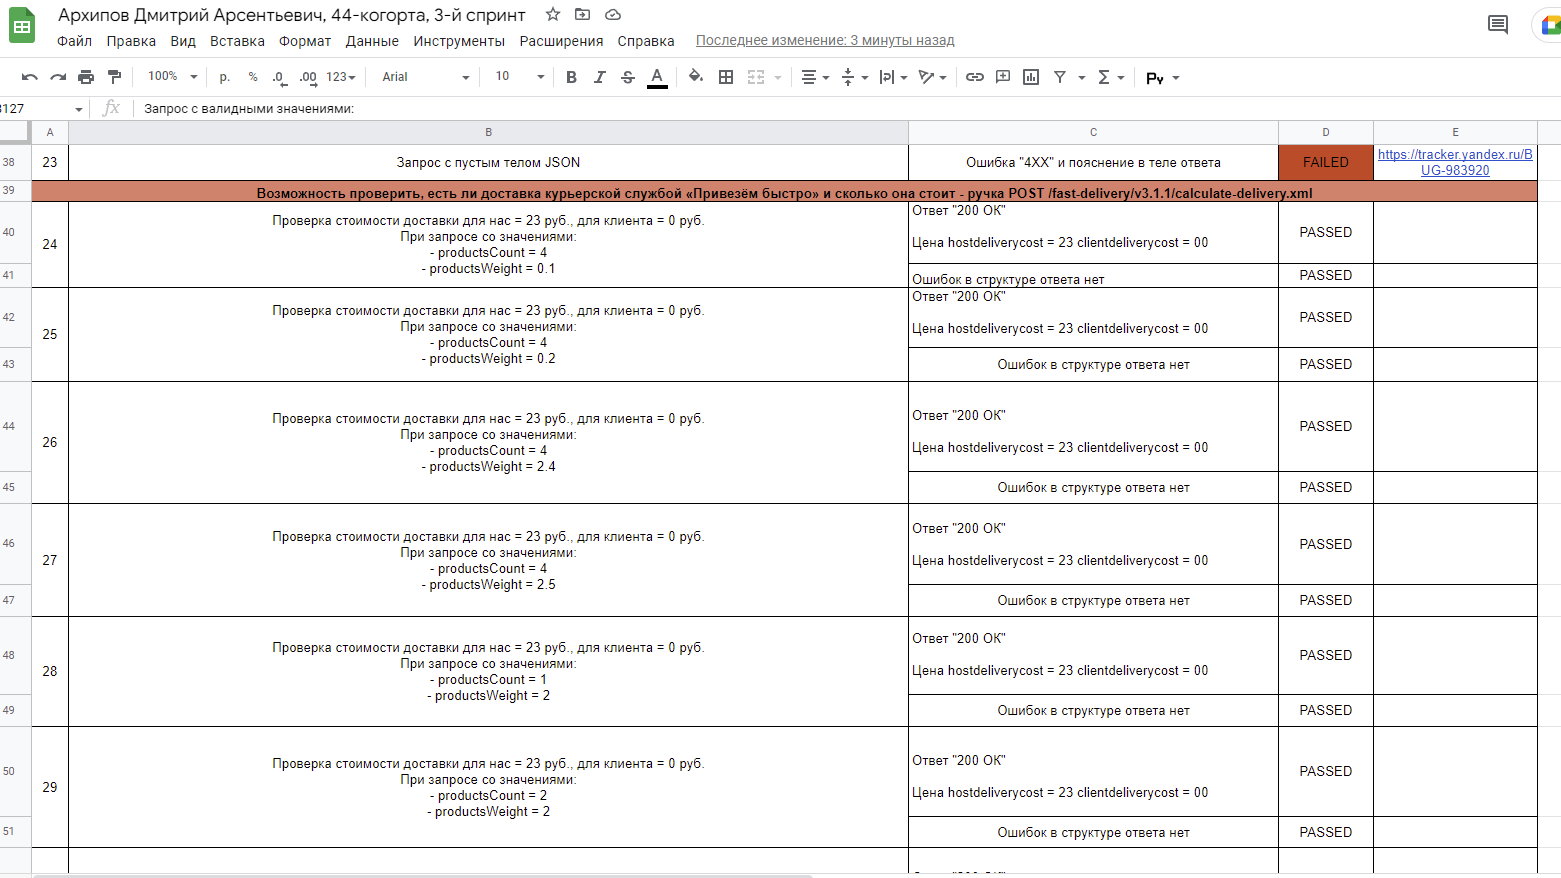 Архипов Дмитрий Арсентьевич, 44-когорта, 3-й спринт
Файл Правка Вид Вставка Формат Данные Инструменты Расширения Справка Последнее изменение: 3 минуты назад
100% р. % .0 .00 123 Arial 10 B I S A Σ Ру
127 fx Запрос с валидными значениями:
A B C D E
38 23 Запрос с пустым телом JSON Ошибка "4XX" и пояснение в теле ответа FAILED https://tracker.yandex.ru/B
UG-983920
39 Возможность проверить, есть ли доставка курьерской службой «Привезём быстро» и сколько она стоит - ручка POST /fast-delivery/v3.1.1/calculate-delivery.xml
40 24 Проверка стоимости доставки для нас = 23 руб., для клиента = 0 руб.
При запросе со значениями:
- productsCount = 4
- productsWeight = 0.1
Ответ "200 ОК"
Цена hostdeliverycost = 23 clientdeliverycost = 00
PASSED
41 Ошибок в структуре ответа нет PASSED
42 25 Проверка стоимости доставки для нас = 23 руб., для клиента = 0 руб.
При запросе со значениями:
- productsCount = 4
- productsWeight = 0.2
Ответ "200 ОК"
Цена hostdeliverycost = 23 clientdeliverycost = 00
PASSED
43 Ошибок в структуре ответа нет PASSED
44 26 Проверка стоимости доставки для нас = 23 руб., для клиента = 0 руб.
При запросе со значениями:
- productsCount = 4
- productsWeight = 2.4
Ответ "200 ОК"
Цена hostdeliverycost = 23 clientdeliverycost = 00
PASSED
45 Ошибок в структуре ответа нет PASSED
46 27 Проверка стоимости доставки для нас = 23 руб., для клиента = 0 руб.
При запросе со значениями:
- productsCount = 4
- productsWeight = 2.5
Ответ "200 ОК"
Цена hostdeliverycost = 23 clientdeliverycost = 00
PASSED
47 Ошибок в структуре ответа нет PASSED
48 28 Проверка стоимости доставки для нас = 23 руб., для клиента = 0 руб.
При запросе со значениями:
- productsCount = 1
- productsWeight = 2
Ответ "200 ОК"
Цена hostdeliverycost = 23 clientdeliverycost = 00
PASSED
49 Ошибок в структуре ответа нет PASSED
50 29 Проверка стоимости доставки для нас = 23 руб., для клиента = 0 руб.
При запросе со значениями:
- productsCount = 2
- productsWeight = 2
Ответ "200 ОК"
Цена hostdeliverycost = 23 clientdeliverycost = 00
PASSED
51 Ошибок в структуре ответа нет PASSED